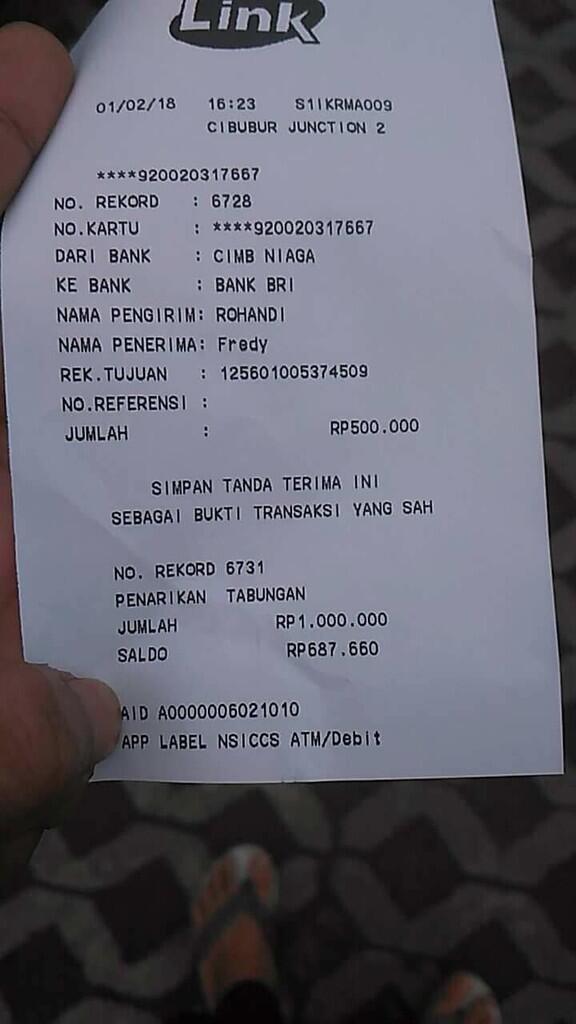 Link
01/02/18 16:23 S1IKRMA009
CIBUBUR JUNCTION 2
****920020317667
NO. REKORD : 6728
NO.KARTU : ****920020317667
DARI BANK : CIMB NIAGA
KE BANK : BANK BRI
NAMA PENGIRIM: ROHANDI
NAMA PENERIMA: Fredy
REK.TUJUAN : 125601005374509
NO.REFERENSI :
JUMLAH : RP500.000
SIMPAN TANDA TERIMA INI
SEBAGAI BUKTI TRANSAKSI YANG SAH
NO. REKORD 6731
PENARIKAN TABUNGAN
JUMLAH RP1.000.000
SALDO RP687.660
AID A0000006021010
APP LABEL NSICCS ATM/Debit